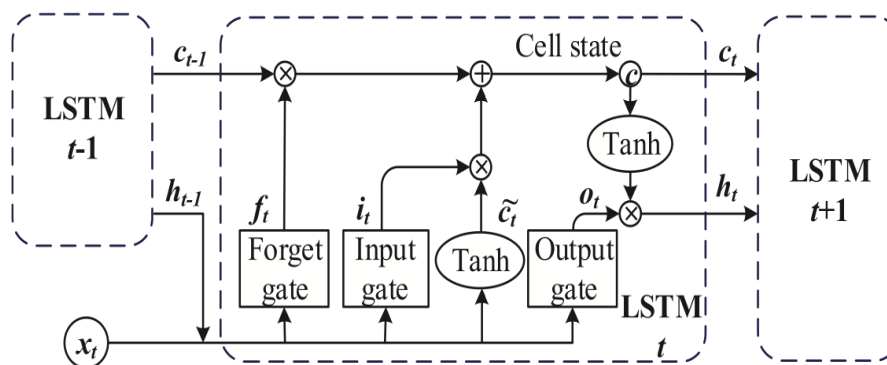 LSTM
t-1
c_{t-1}
h_{t-1}
x_t
Cell state
c
Tanh
f_t
i_t
c̃_t
o_t
Forget
gate
Input
gate
Tanh
Output
gate
LSTM
t
c_t
h_t
LSTM
t+1